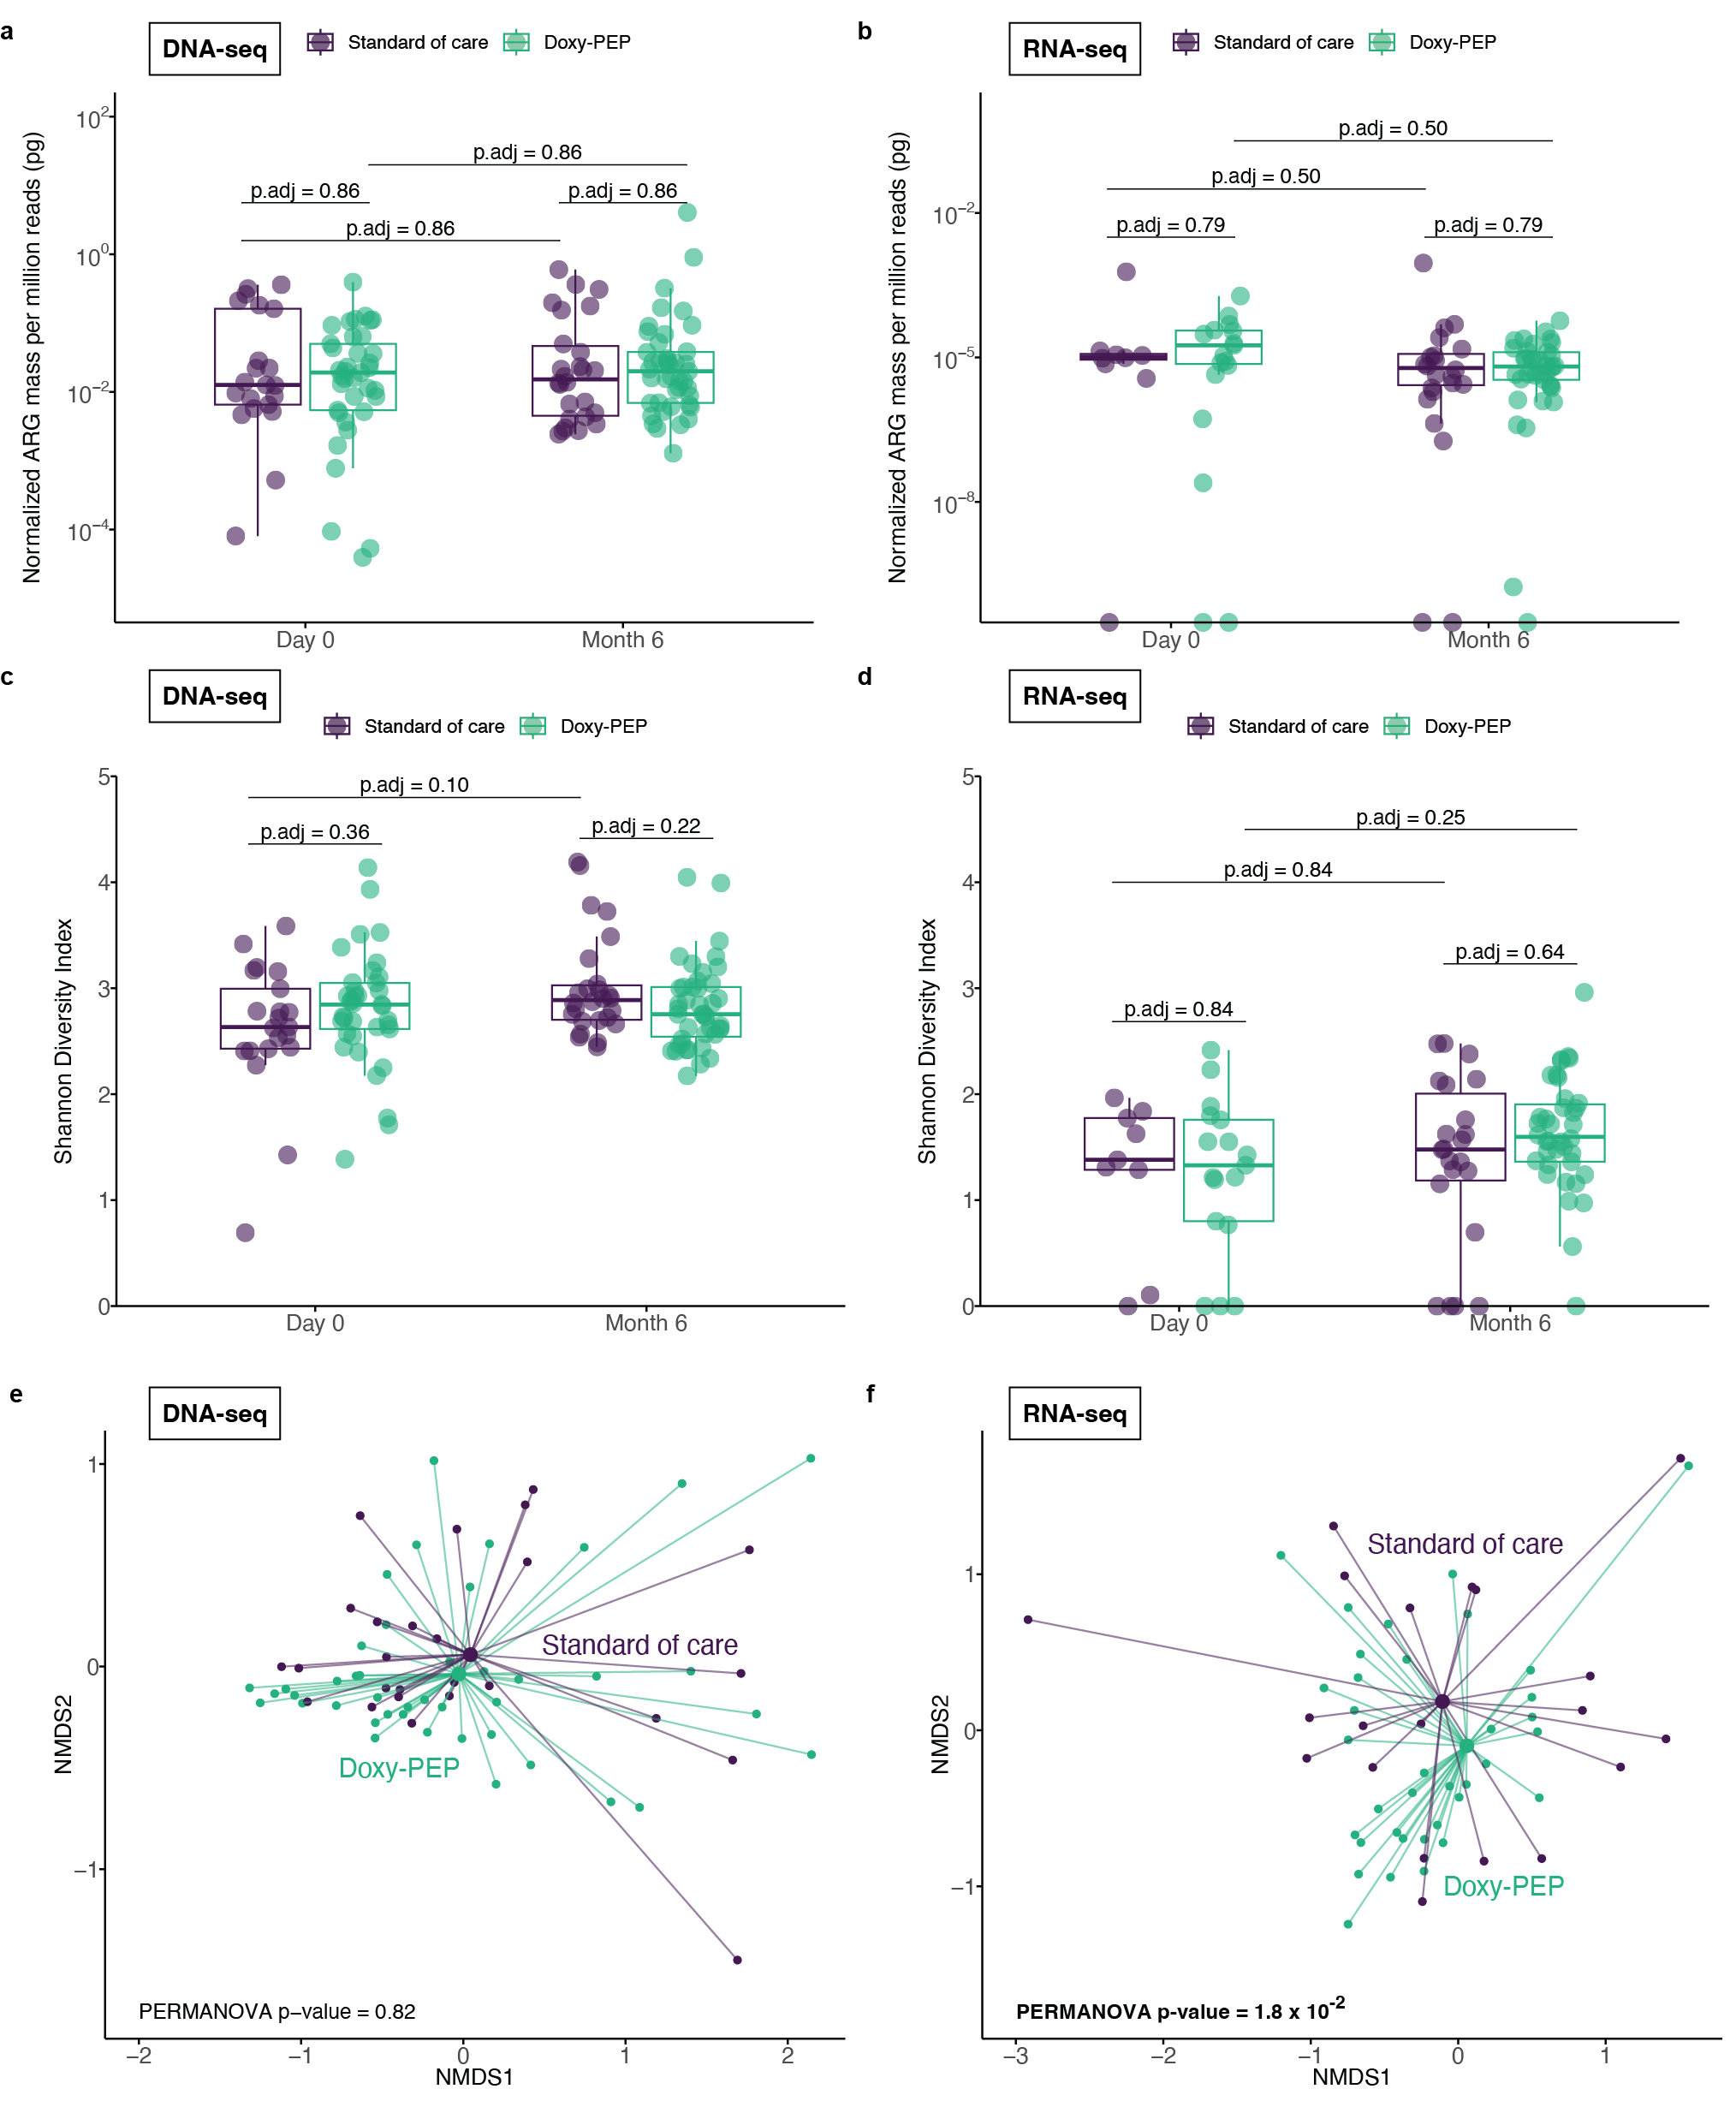 a
DNA-seq
Standard of care
Doxy-PEP
Normalized ARG mass per million reads (pg)
10²
10⁰
10⁻²
10⁻⁴
p.adj = 0.86
p.adj = 0.86
p.adj = 0.86
p.adj = 0.86
Day 0
Month 6
b
RNA-seq
Standard of care
Doxy-PEP
Normalized ARG mass per million reads (pg)
10⁻²
10⁻⁵
10⁻⁸
p.adj = 0.50
p.adj = 0.50
p.adj = 0.79
p.adj = 0.79
Day 0
Month 6
c
DNA-seq
Standard of care
Doxy-PEP
Shannon Diversity Index
5
4
3
2
1
0
p.adj = 0.10
p.adj = 0.36
p.adj = 0.22
Day 0
Month 6
d
RNA-seq
Standard of care
Doxy-PEP
Shannon Diversity Index
5
4
3
2
1
0
p.adj = 0.25
p.adj = 0.84
p.adj = 0.64
p.adj = 0.84
Day 0
Month 6
e
DNA-seq
NMDS2
1
0
−1
Standard of care
Doxy-PEP
PERMANOVA p−value = 0.82
−2
−1
0
1
2
NMDS1
f
RNA-seq
NMDS2
1
0
−1
Standard of care
Doxy-PEP
PERMANOVA p-value = 1.8 x 10⁻²
−3
−2
−1
0
1
NMDS1